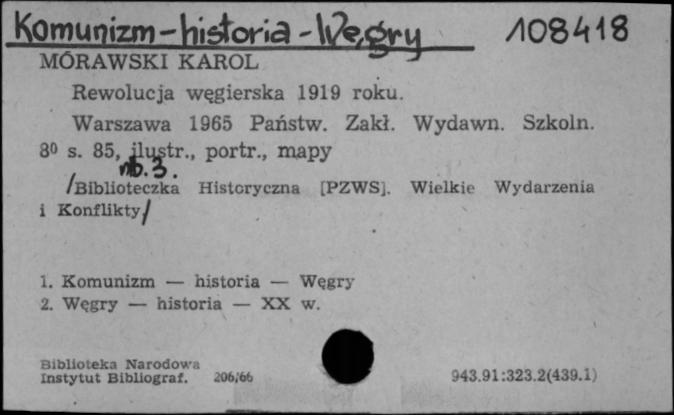 Komunizm - historia - Węgry 108418
MÓRAWSKI KAROL
Rewolucja węgierska 1919 roku.
Warszawa 1965 Państw. Zakł. Wydawn. Szkoln.
8⁰ s. 85, ilustr., portr., mapy
nb. 3.
/Biblioteczka Historyczna [PZWS]. Wielkie Wydarzenia
i Konflikty/
1. Komunizm — historia — Węgry
2. Węgry — historia — XX w.
Biblioteka Narodowa
Instytut Bibliograf. 206/66 943.91:323.2(439.1)